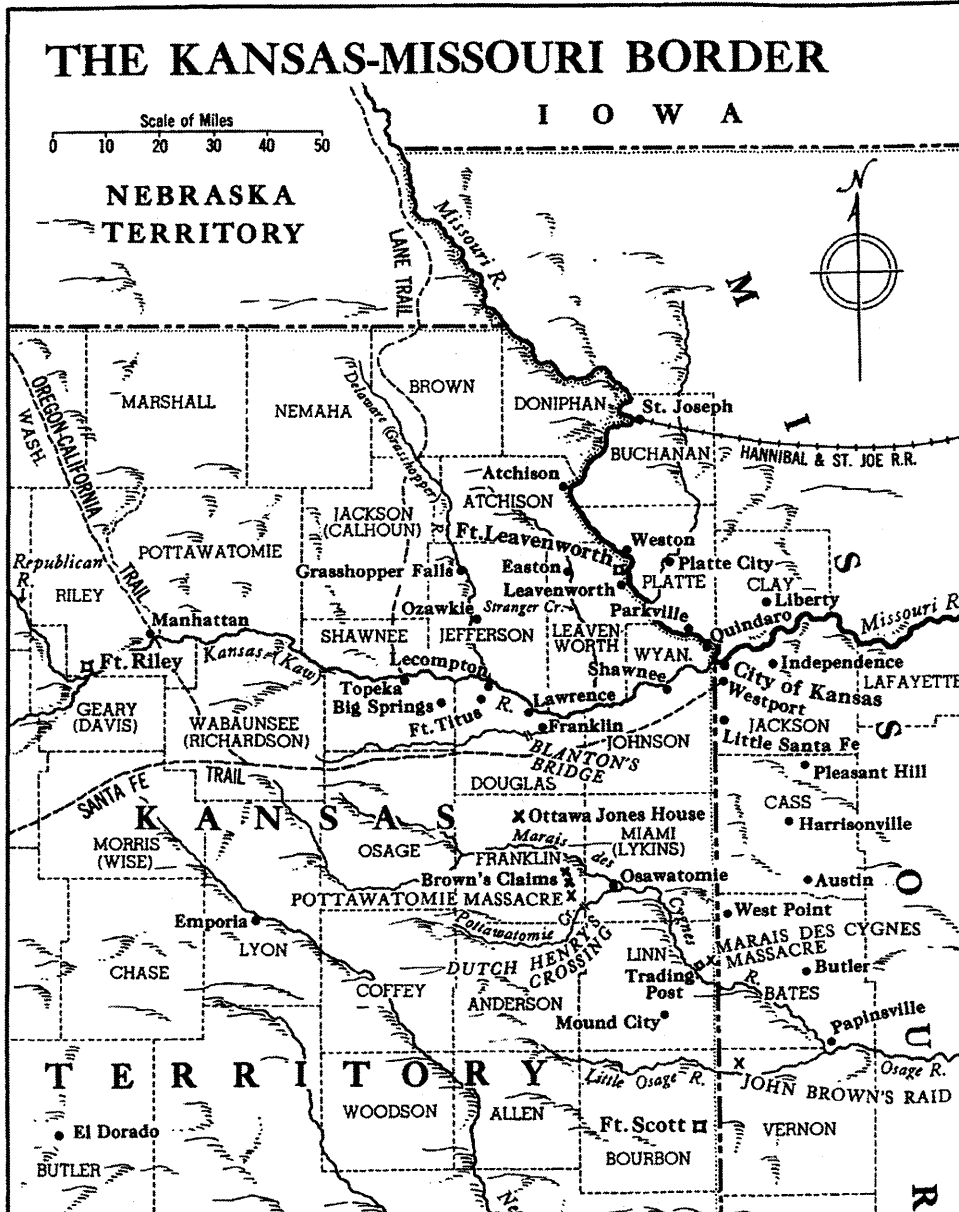 THE KANSAS-MISSOURI BORDER
IOWA
Scale of Miles
0 10 20 30 40 50
NEBRASKA
TERRITORY
N
Missouri R.
LANE TRAIL
MISSOUR
OREGON-CALIFORNIA
TRAIL
WASH.
MARSHALL
NEMAHA
BROWN
Delaware (Grasshopper) R.
DONIPHAN
St. Joseph
BUCHANAN
HANNIBAL & ST. JOE R.R.
Atchison
ATCHISON
JACKSON
(CALHOUN)
POTTAWATOMIE
Republican
R.
RILEY
Ft. Leavenworth
Weston
Platte City
PLATTE
CLAY
Liberty
Missouri R.
Grasshopper Falls
Easton
Leavenworth
Ozawkie
Stranger Cr.
Parkville
Quindaro
Manhattan
SHAWNEE
JEFFERSON
LEAVEN
WORTH
WYAN.
Ft. Riley
Kansas (Kaw)
R.
Lecompton
Shawnee
City of Kansas
Independence
LAFAYETTE
Topeka
Big Springs
Ft. Titus
Lawrence
Westport
GEARY
(DAVIS)
WABAUNSEE
(RICHARDSON)
Franklin
JOHNSON
JACKSON
BLANTON'S
BRIDGE
Little Santa Fe
SANTA FE
TRAIL
DOUGLAS
Pleasant Hill
CASS
KANSAS
Ottawa Jones House
Harrisonville
MORRIS
(WISE)
OSAGE
Marais des Cygnes R.
MIAMI
(LYKINS)
FRANKLIN
Brown's Claims
Osawatomie
Austin
POTTAWATOMIE MASSACRE
Emporia
LYON
Pottawatomie Cr.
West Point
DUTCH HENRY'S
CROSSING
MARAIS DES CYGNES
MASSACRE
CHASE
LINN
Trading
Post
Butler
COFFEY
ANDERSON
BATES
Mound City
Papinsville
TERRITORY
Little Osage R.
Osage R.
JOHN BROWN'S RAID
WOODSON
ALLEN
Ft. Scott
BOURBON
VERNON
El Dorado
BUTLER
Ne